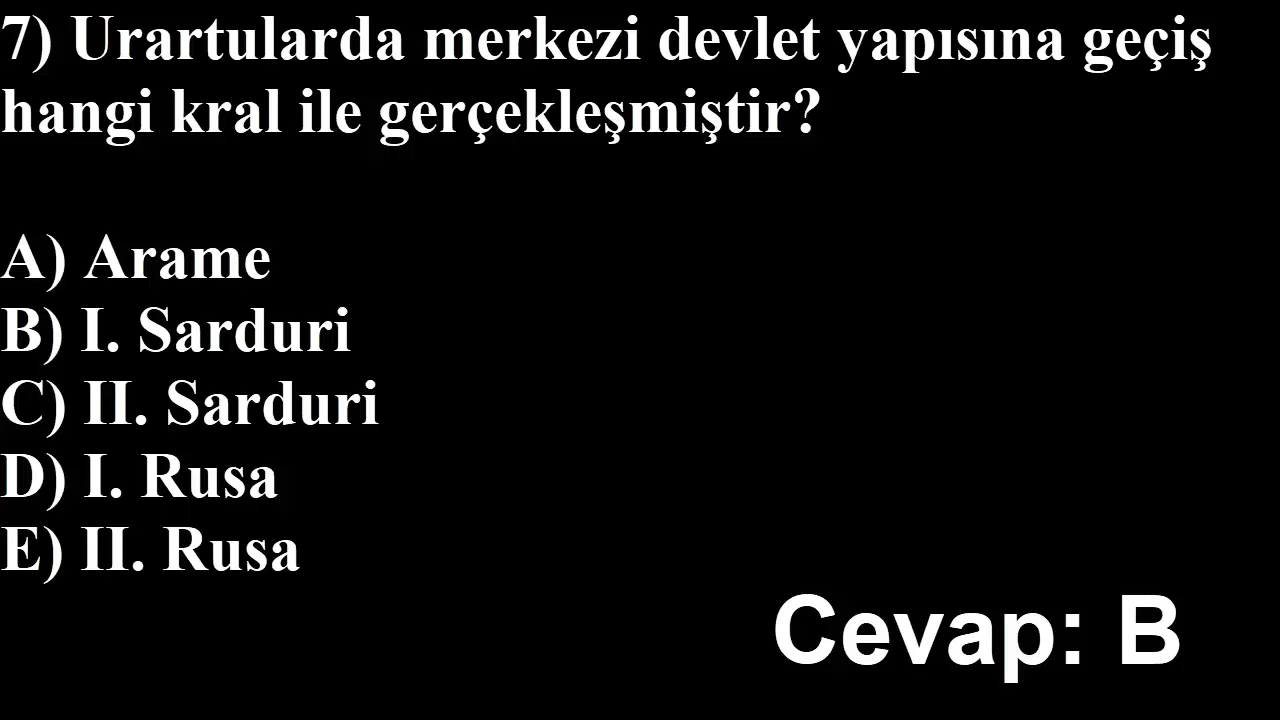 7) Urartularda merkezi devlet yapısına geçiş
hangi kral ile gerçekleşmiştir?
A) Arame
B) I. Sarduri
C) II. Sarduri
D) I. Rusa
E) II. Rusa
Cevap: B